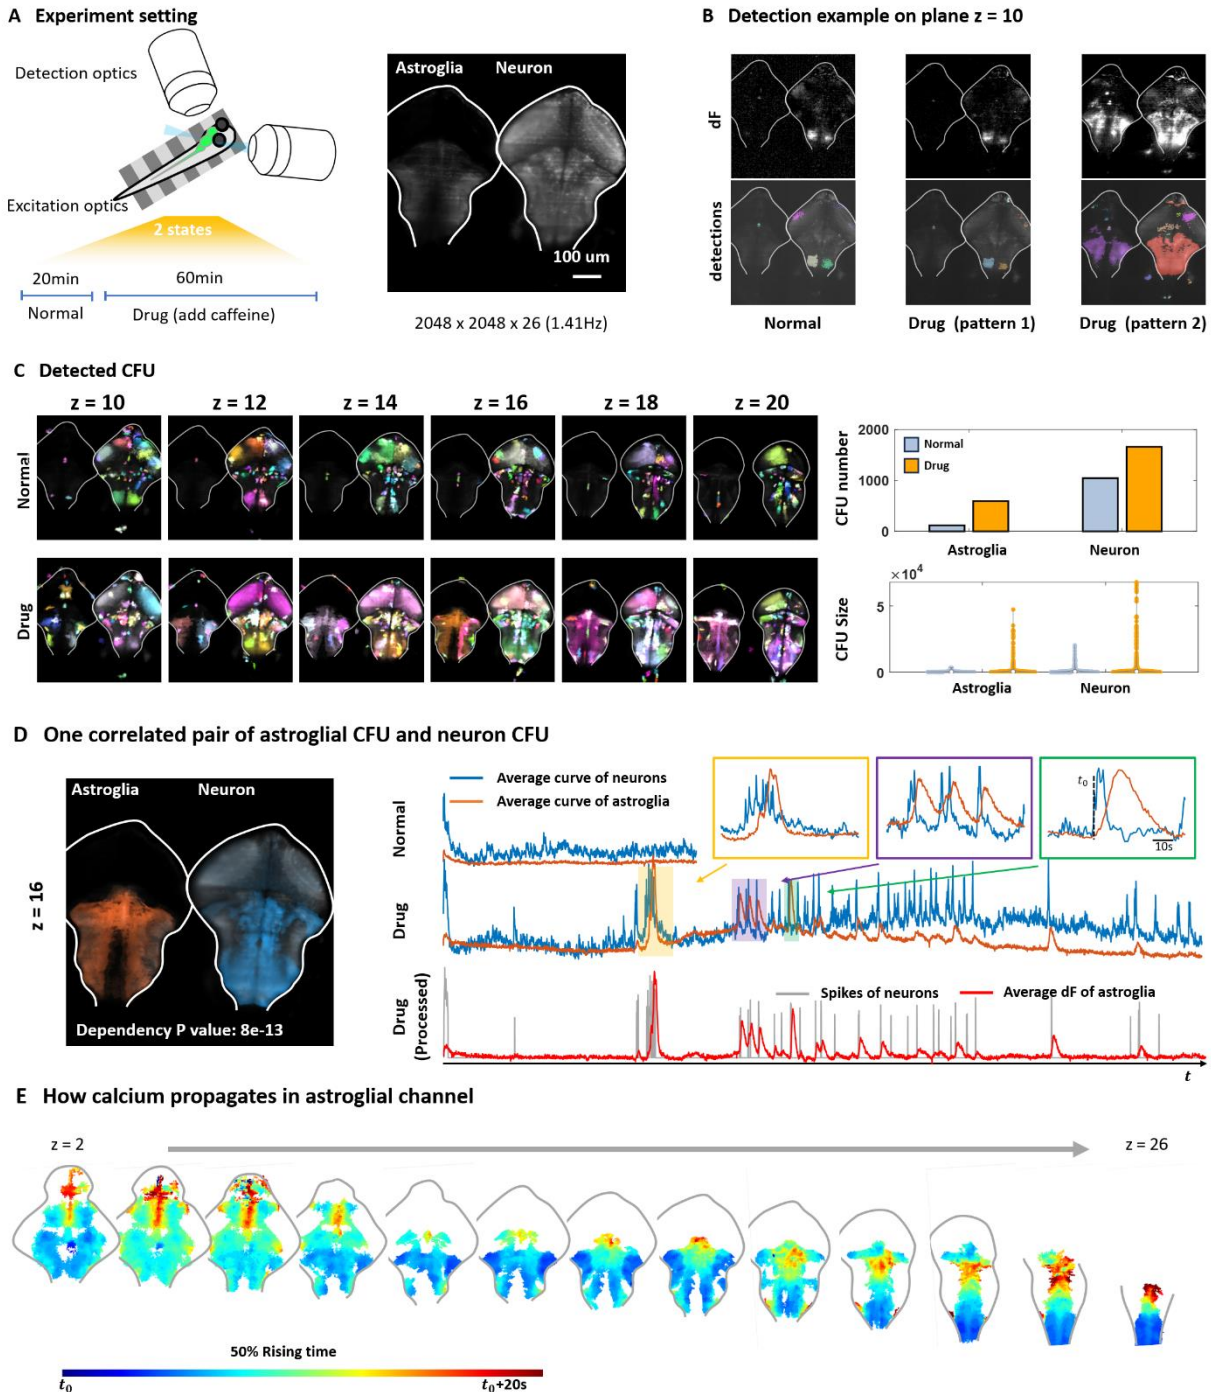 A Experiment setting
Detection optics
Excitation optics
2 states
20min
60min
Normal
Drug (add caffeine)
Astroglia
Neuron
100 um
2048 x 2048 x 26 (1.41Hz)
B Detection example on plane z = 10
dF
detections
Normal
Drug (pattern 1)
Drug (pattern 2)
C Detected CFU
z = 10
z = 12
z = 14
z = 16
z = 18
z = 20
Normal
Drug
CFU number
2000
1000
0
Normal
Drug
Astroglia
Neuron
CFU Size
×10⁴
5
0
Astroglia
Neuron
D One correlated pair of astroglial CFU and neuron CFU
z = 16
Astroglia
Neuron
Dependency P value: 8e-13
Average curve of neurons
Average curve of astroglia
t₀
10s
Normal
Drug
Drug
(Processed)
Spikes of neurons
Average dF of astroglia
t
E How calcium propagates in astroglial channel
z = 2
z = 26
50% Rising time
t₀
t₀+20s